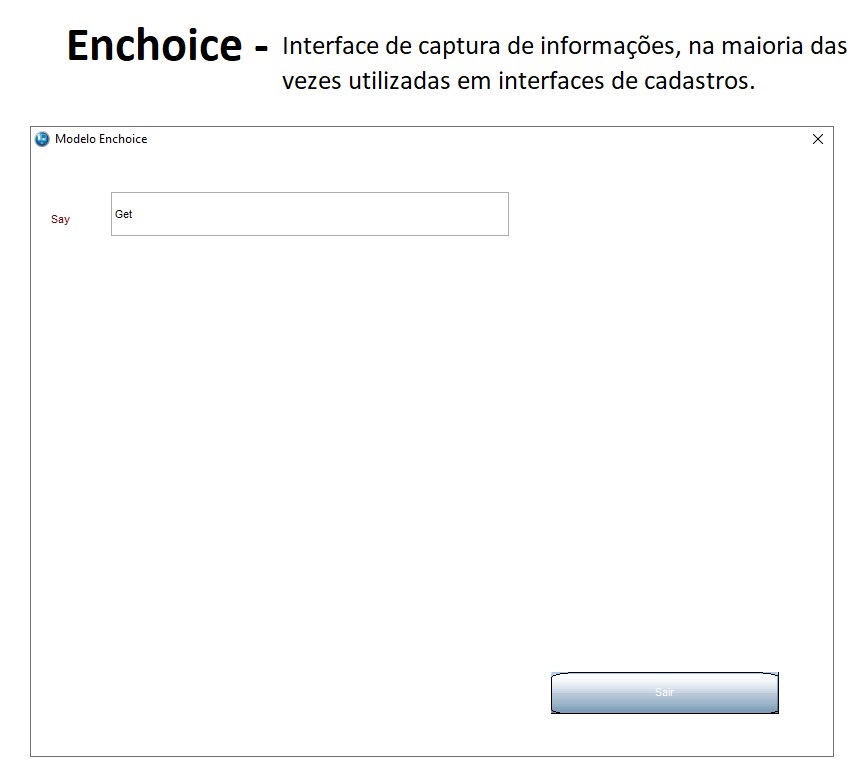 Enchoice - Interface de captura de informações, na maioria das
vezes utilizadas em interfaces de cadastros.
Modelo Enchoice
Say
Get
Sair